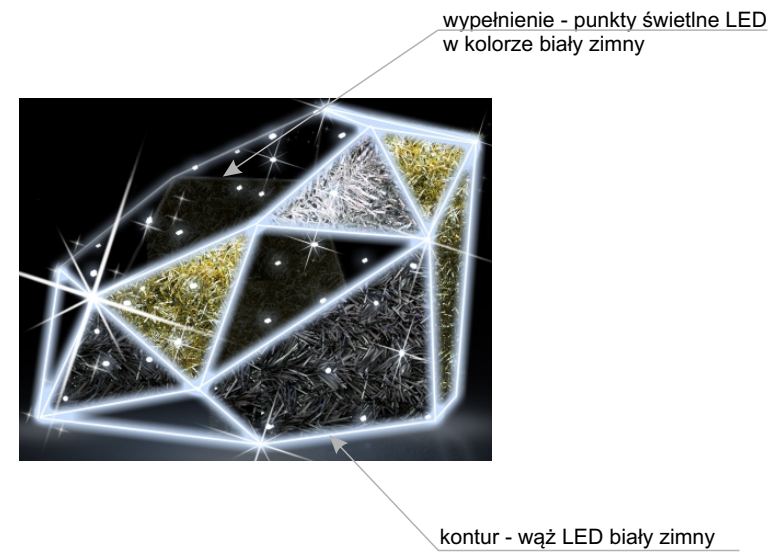 wypełnienie - punkty świetlne LED
w kolorze biały zimny
kontur - wąż LED biały zimny